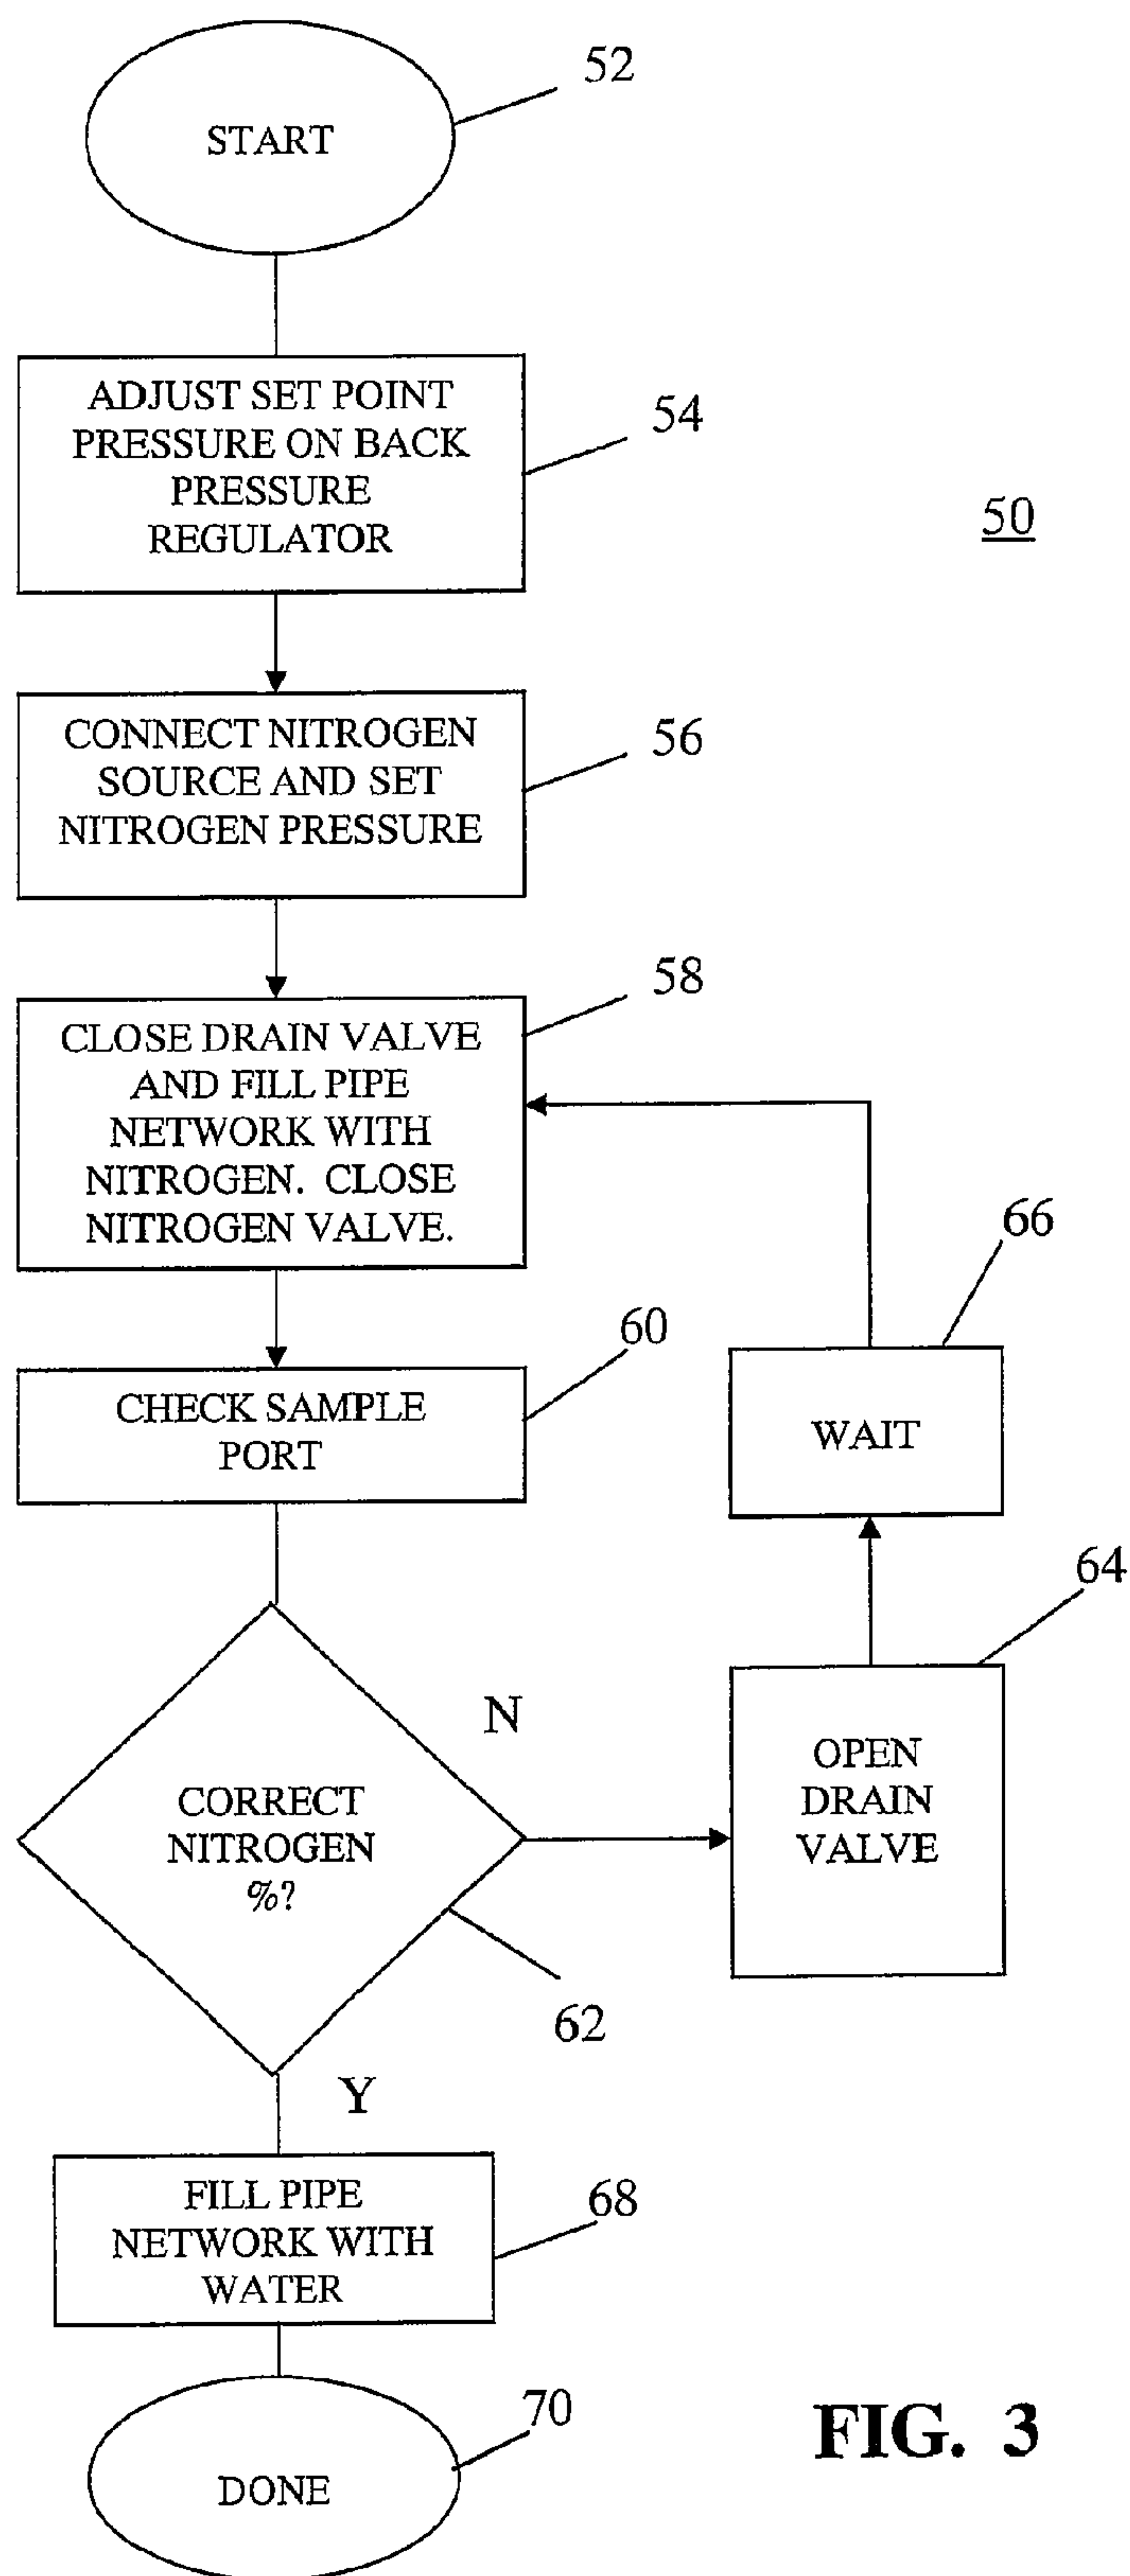 52
START
ADJUST SET POINT
PRESSURE ON BACK
PRESSURE
REGULATOR
54
50
CONNECT NITROGEN
SOURCE AND SET
NITROGEN PRESSURE
56
CLOSE DRAIN VALVE
AND FILL PIPE
NETWORK WITH
NITROGEN. CLOSE
NITROGEN VALVE.
58
66
WAIT
60
CHECK SAMPLE
PORT
64
OPEN
DRAIN
VALVE
N
CORRECT
NITROGEN
%?
62
Y
FILL PIPE
NETWORK WITH
WATER
68
70
DONE
FIG. 3